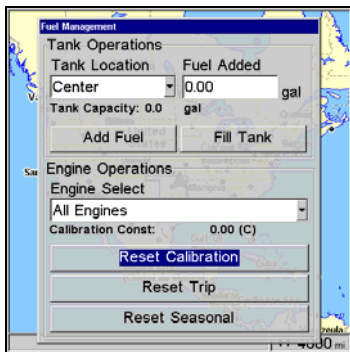 Fuel Management
Tank Operations
Tank Location Fuel Added
Center 0.00 gal
Tank Capacity: 0.0 gal
Add Fuel Fill Tank
Engine Operations
Engine Select
All Engines
Calibration Const: 0.00 (C)
Reset Calibration
Reset Trip
Reset Seasonal
mi